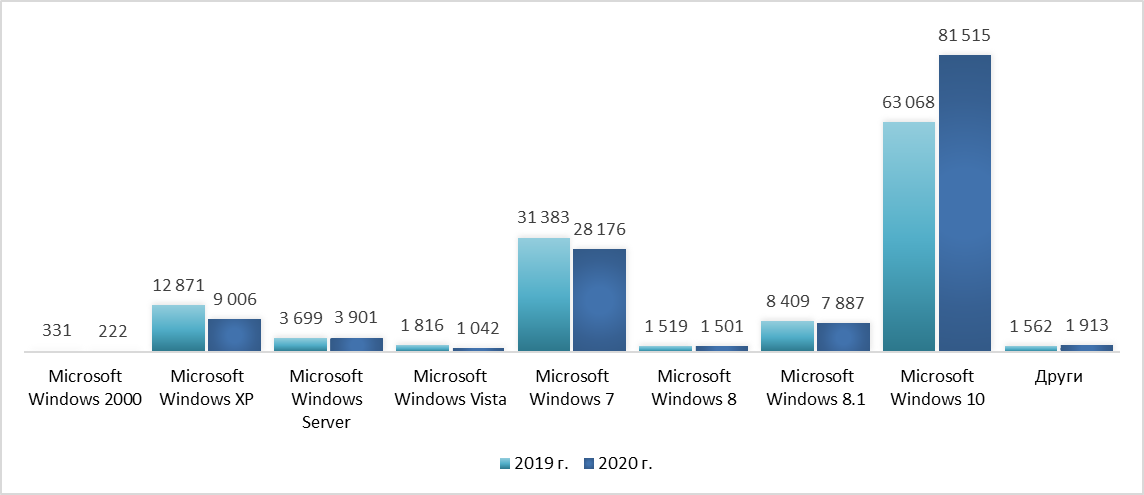 81 515
63 068
31 383
28 176
12 871
9 006
8 409
7 887
3 699
3 901
1 816
1 042
1 519
1 501
1 562
1 913
331
222
Microsoft
Windows 2000
Microsoft
Windows XP
Microsoft
Windows
Server
Microsoft
Windows Vista
Microsoft
Windows 7
Microsoft
Windows 8
Microsoft
Windows 8.1
Microsoft
Windows 10
Други
2019 г.
2020 г.